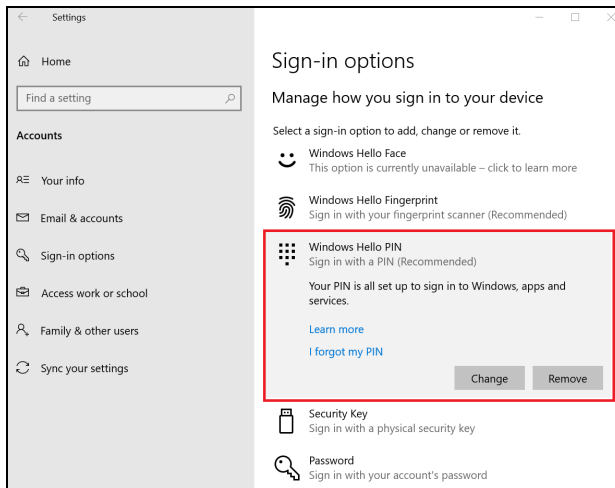 Settings
Home
Find a setting
Accounts
Your info
Email & accounts
Sign-in options
Access work or school
Family & other users
Sync your settings
Sign-in options
Manage how you sign in to your device
Select a sign-in option to add, change or remove it.
Windows Hello Face
This option is currently unavailable – click to learn more
Windows Hello Fingerprint
Sign in with your fingerprint scanner (Recommended)
Windows Hello PIN
Sign in with a PIN (Recommended)
Your PIN is all set up to sign in to Windows, apps and
services.
Learn more
I forgot my PIN
Change Remove
Security Key
Sign in with a physical security key
Password
Sign in with your account's password